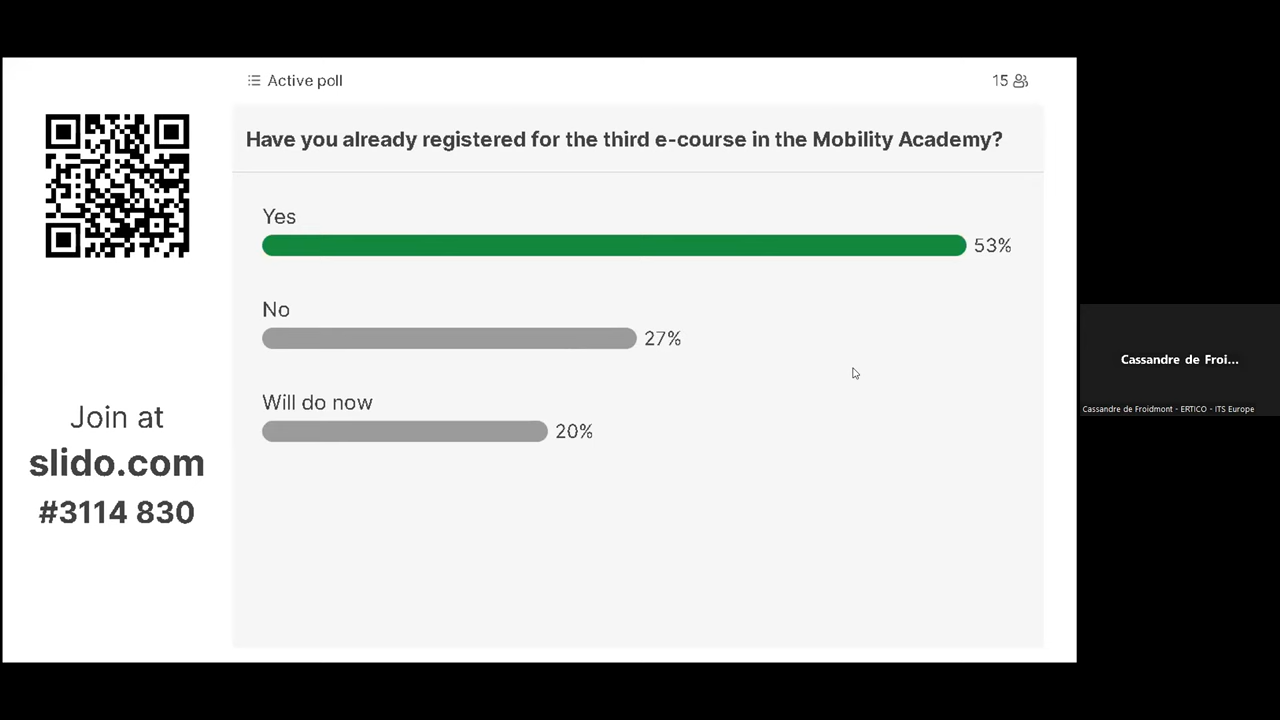 Active poll
15
Have you already registered for the third e-course in the Mobility Academy?
Yes
53%
No
27%
Will do now
20%
Join at
slido.com
#3114 830
Cassandre de Froi...
Cassandre de Froidmont - ERTICO - ITS Europe